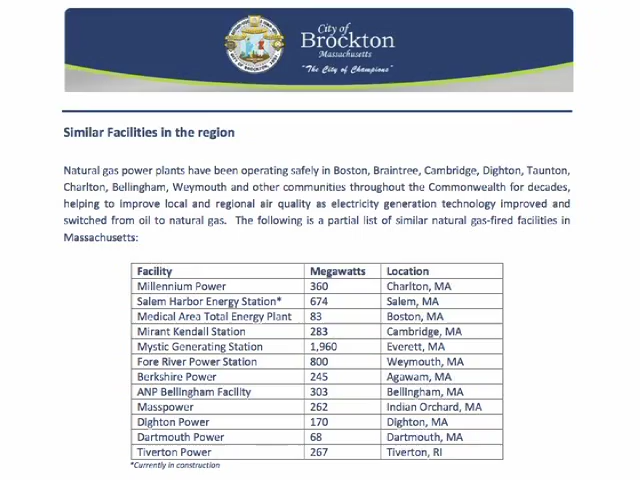 City of
Brockton
Massachusetts
"The City of Champions"
Similar Facilities in the region
Natural gas power plants have been operating safely in Boston, Braintree, Cambridge, Dighton, Taunton,
Charlton, Bellingham, Weymouth and other communities throughout the Commonwealth for decades,
helping to improve local and regional air quality as electricity generation technology improved and
switched from oil to natural gas. The following is a partial list of similar natural gas-fired facilities in
Massachusetts:
Facility Megawatts Location
Millennium Power 360 Charlton, MA
Salem Harbor Energy Station* 674 Salem, MA
Medical Area Total Energy Plant 83 Boston, MA
Mirant Kendall Station 283 Cambridge, MA
Mystic Generating Station 1,960 Everett, MA
Fore River Power Station 800 Weymouth, MA
Berkshire Power 245 Agawam, MA
ANP Bellingham Facility 303 Bellingham, MA
Masspower 262 Indian Orchard, MA
Dighton Power 170 Dighton, MA
Dartmouth Power 68 Dartmouth, MA
Tiverton Power 267 Tiverton, RI
*Currently in construction